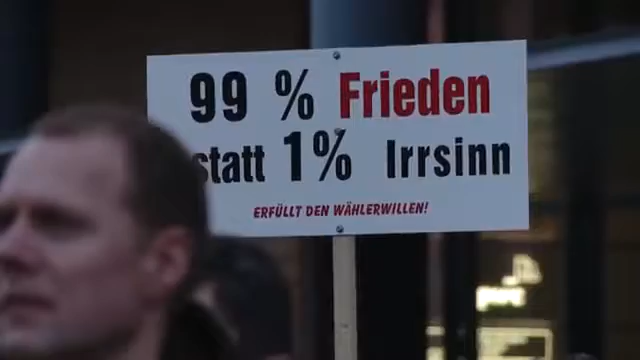 99 % Frieden
statt 1% Irrsinn
ERFÜLLT DEN WÄHLERWILLEN!